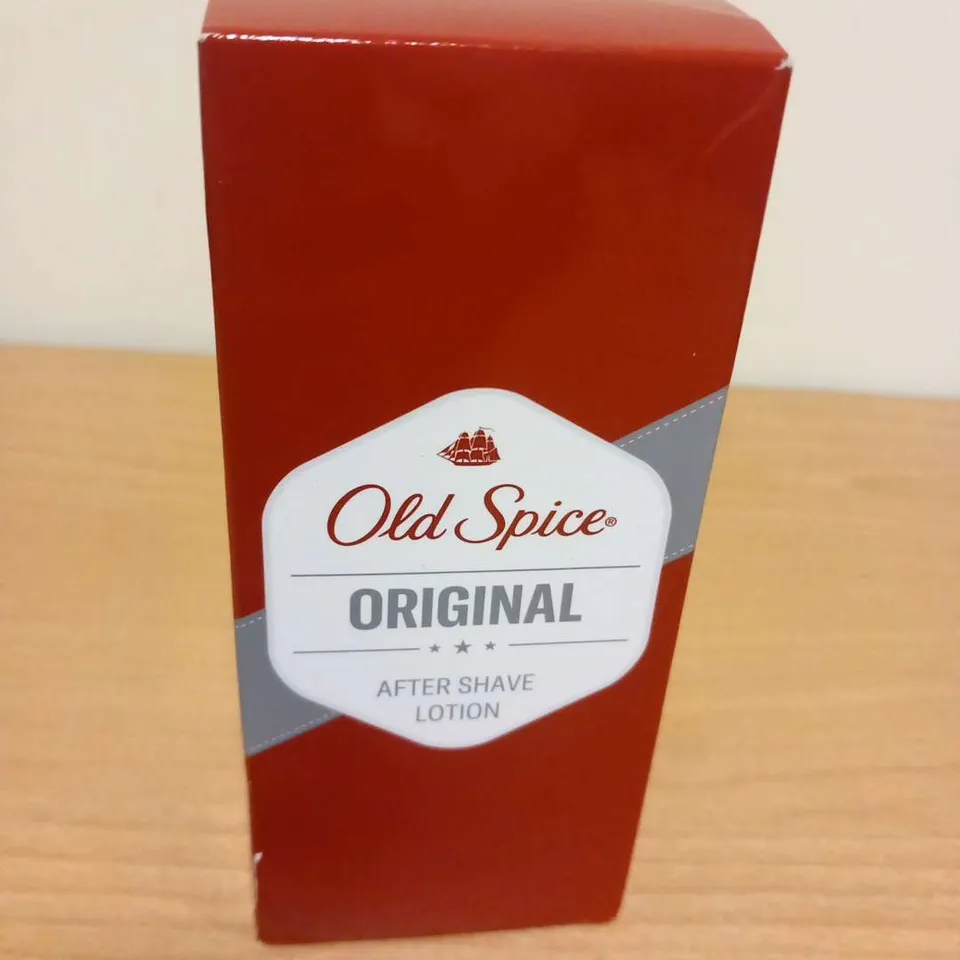 Old Spice®
ORIGINAL
AFTER SHAVE
LOTION